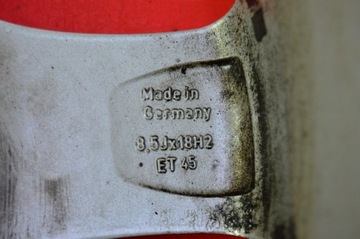 Made in
Germany
8,5Jx18H2
ET 45